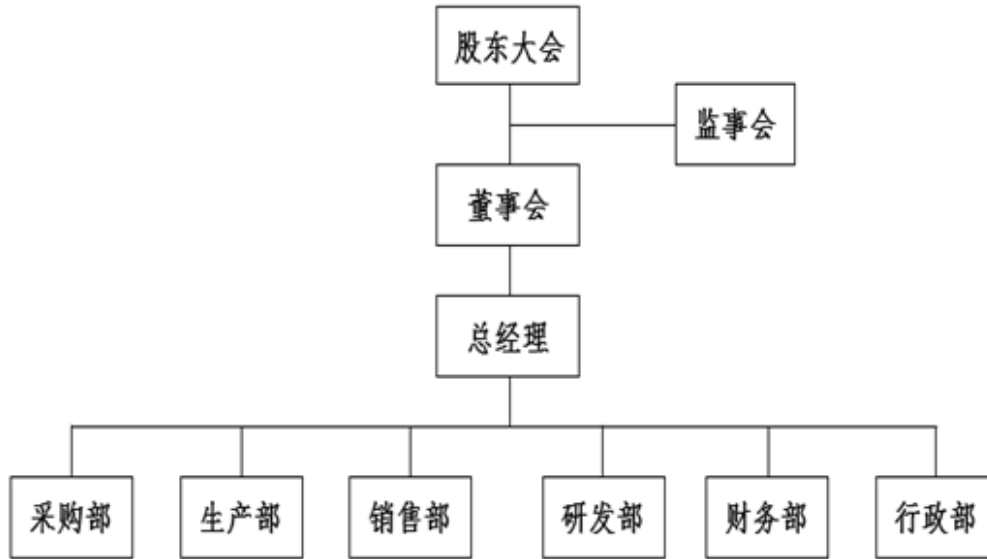 股东大会
监事会
董事会
总经理
采购部
生产部
销售部
研发部
财务部
行政部